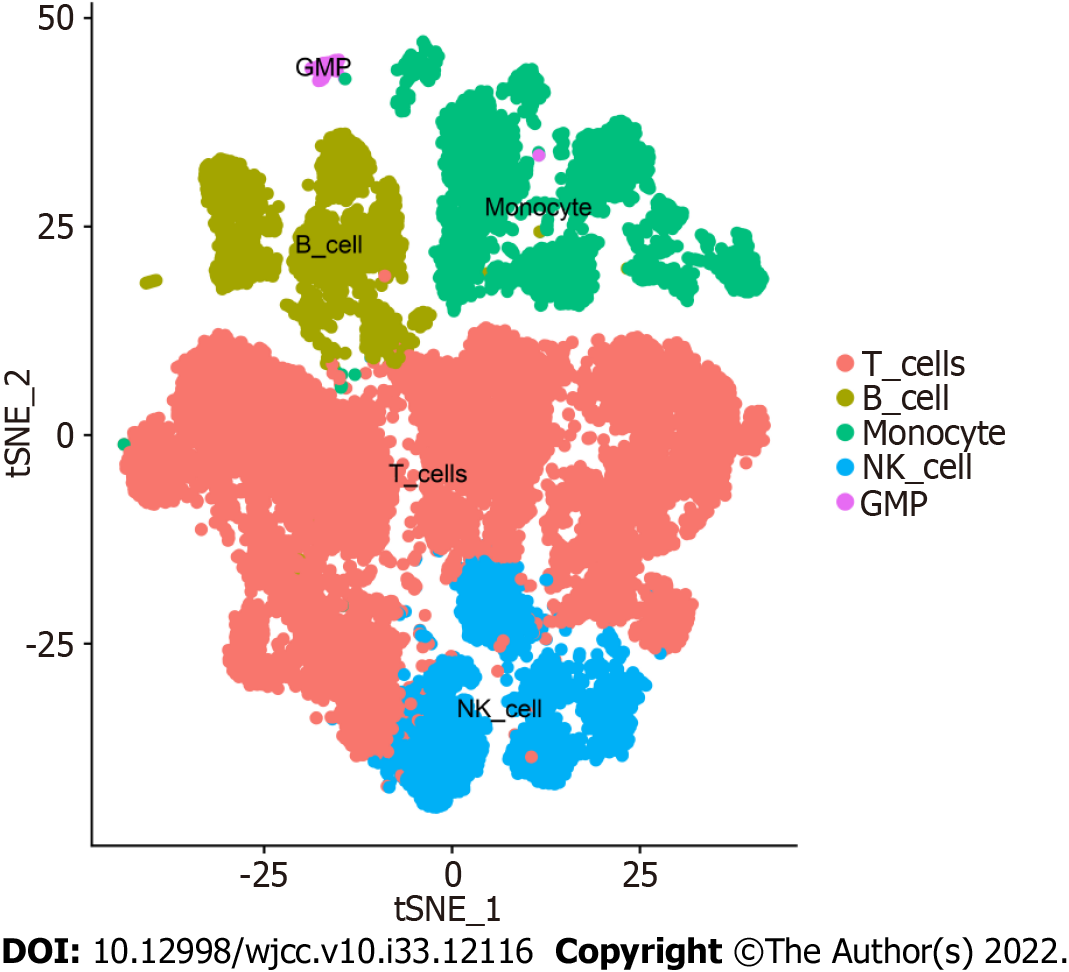 50
GMP
Monocyte
25
B_cell
T_cells
B_cell
Monocyte
NK_cell
GMP
tSNE_2
0
T_cells
-25
NK_cell
-25 0 25
tSNE_1
DOI: 10.12998/wjcc.v10.i33.12116 Copyright ©The Author(s) 2022.